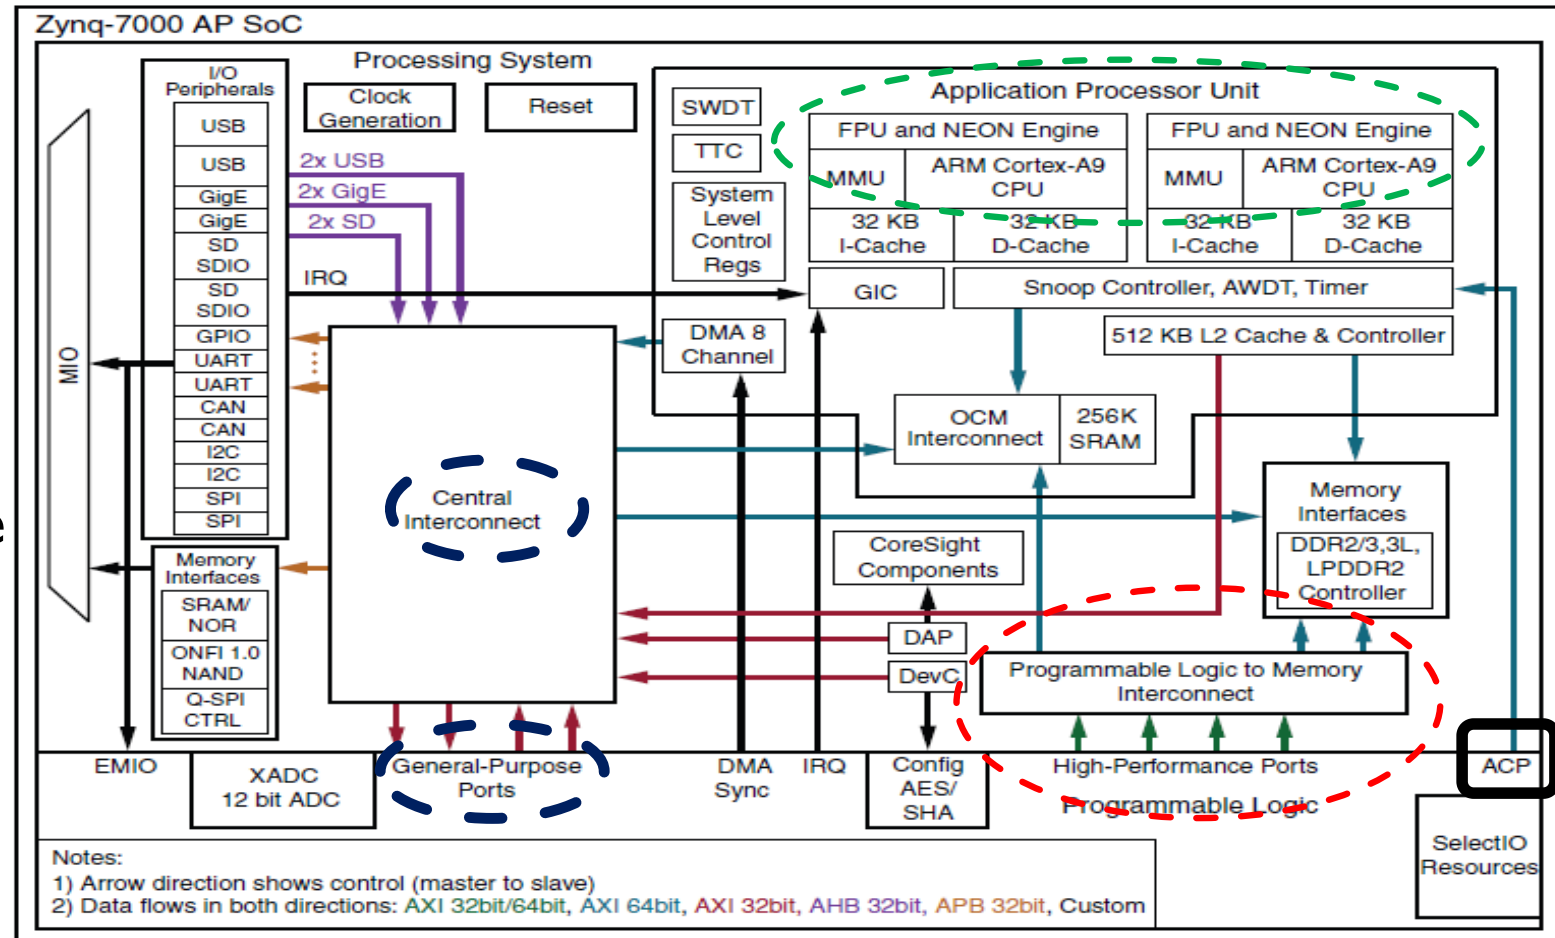 Zynq-7000 AP SoC
Processing System
I/O
Peripherals
USB
USB
GigE
GigE
SD
SDIO
SD
SDIO
GPIO
UART
UART
CAN
CAN
I2C
I2C
SPI
SPI
MIO
Memory
Interfaces
SRAM/
NOR
ONFI 1.0
NAND
Q-SPI
CTRL
Clock
Generation
Reset
2x USB
2x GigE
2x SD
IRQ
Central
Interconnect
SWDT
TTC
System
Level
Control
Regs
DMA 8
Channel
Application Processor Unit
FPU and NEON Engine
MMU
ARM Cortex-A9
CPU
32 KB
I-Cache
32 KB
D-Cache
FPU and NEON Engine
MMU
ARM Cortex-A9
CPU
32 KB
I-Cache
32 KB
D-Cache
GIC
Snoop Controller, AWDT, Timer
512 KB L2 Cache & Controller
OCM
Interconnect
256K
SRAM
Memory
Interfaces
DDR2/3,3L,
LPDDR2
Controller
CoreSight
Components
DAP
DevC
Programmable Logic to Memory
Interconnect
EMIO
XADC
12 bit ADC
General-Purpose
Ports
DMA
Sync
IRQ
Config
AES/
SHA
High-Performance Ports
Programmable Logic
ACP
SelectIO
Resources
Notes:
1) Arrow direction shows control (master to slave)
2) Data flows in both directions: AXI 32bit/64bit, AXI 64bit, AXI 32bit, AHB 32bit, APB 32bit, Custom